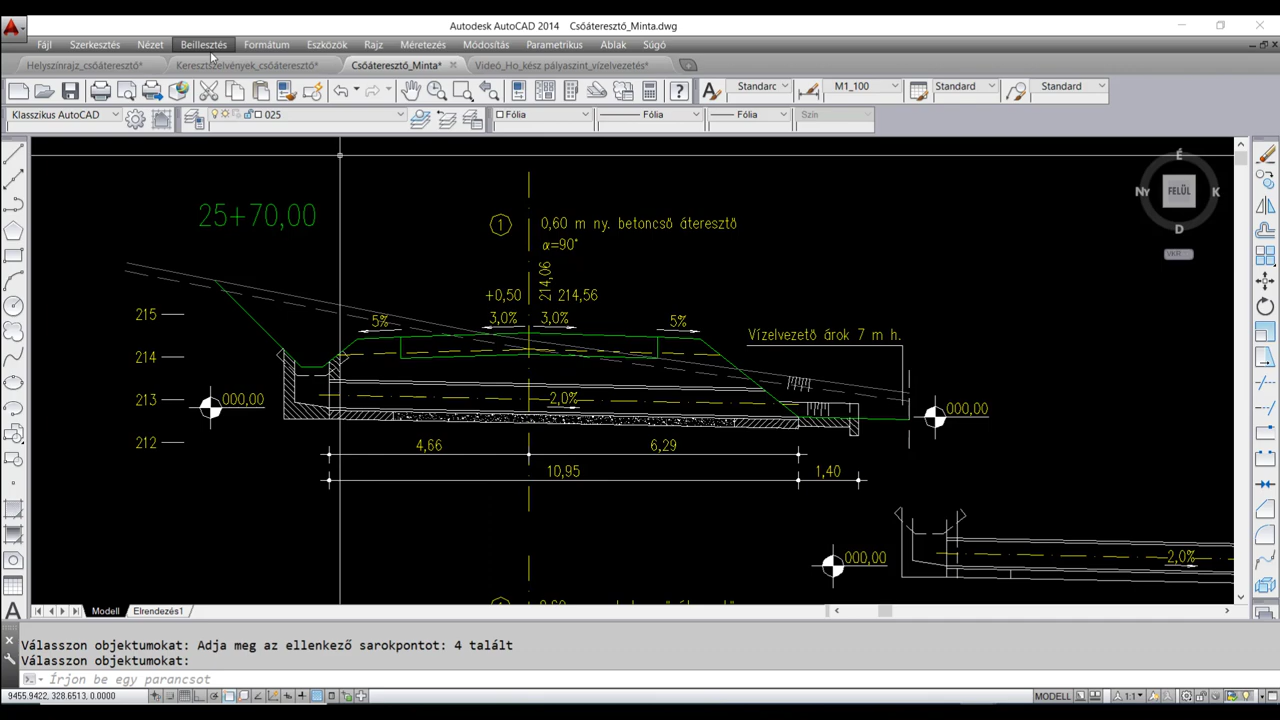 Autodesk AutoCAD 2014 Csőáteresztő_Minta.dwg
Fájl Szerkesztés Nézet Beillesztés Formátum Eszközök Rajz Méretezés Módosítás Parametrikus Ablak Súgó
Helyszínrajz_csőáteresztő* Keresztszelvények_csőáteresztő* Csőáteresztő_Minta* Videó_Ho_kész pályaszint_vízelvezetés*
Standarc M1_100 Standard Standard
Klasszikus AutoCAD 025 Fólia Fólia Fólia Szín
É
NY FELÜL K
D
VKR
25+70,00
1 0,60 m ny. betoncső áteresztő
α=90°
214,06
+0,50 214,56
5% 3,0% 3,0% 5%
215
Vízelvezető árok 7 m h.
214
213 000,00 2,0% 000,00
212
4,66 6,29
10,95 1,40
000,00 2,0%
Modell Elrendezés1
Válasszon objektumokat: Adja meg az ellenkező sarokpontot: 4 talált
Válasszon objektumokat:
Írjon be egy parancsot
9455.9422, 328.6513, 0.0000 MODELL 1:1